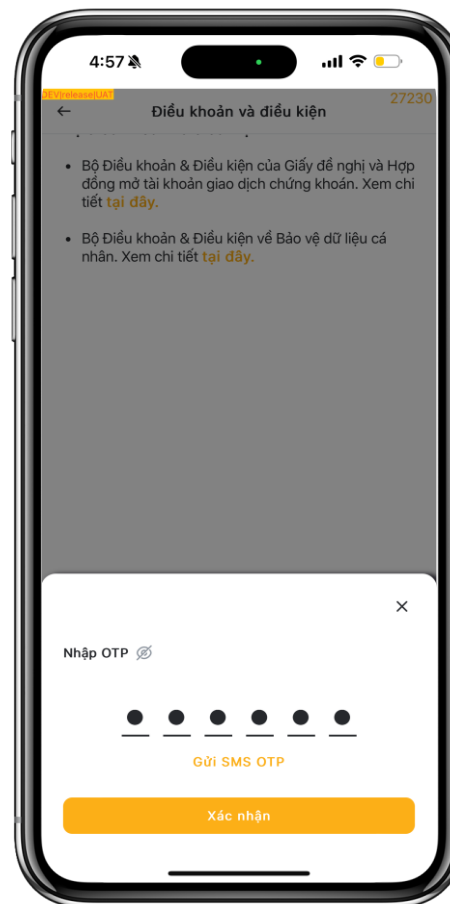 4:57
DEV|release|UAT
27230
Điều khoản và điều kiện
Bộ Điều khoản & Điều kiện của Giấy đề nghị và Hợp
đồng mở tài khoản giao dịch chứng khoán. Xem chi
tiết tại đây.
Bộ Điều khoản & Điều kiện về Bảo vệ dữ liệu cá
nhân. Xem chi tiết tại đây.
Nhập OTP
Gửi SMS OTP
Xác nhận